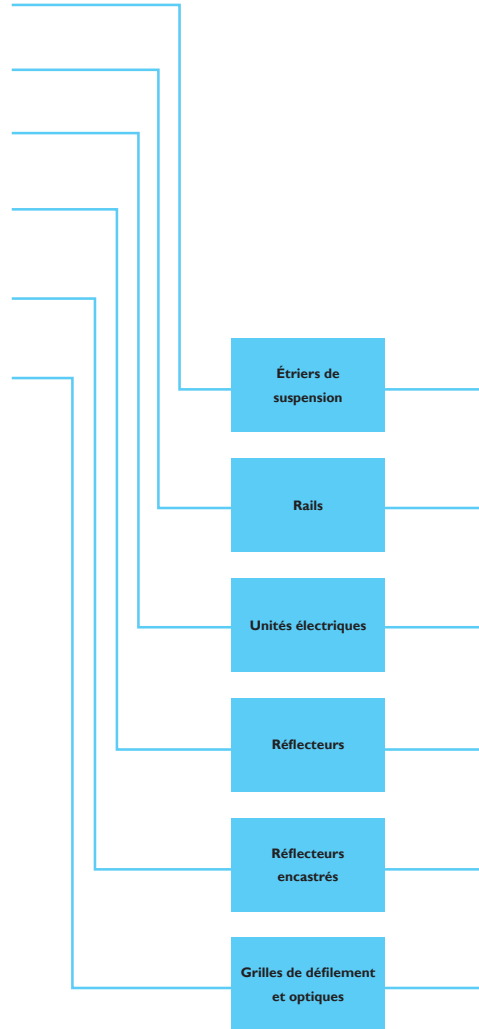 Étriers de
suspension
Rails
Unités électriques
Réflecteurs
Réflecteurs
encastrés
Grilles de défilement
et optiques